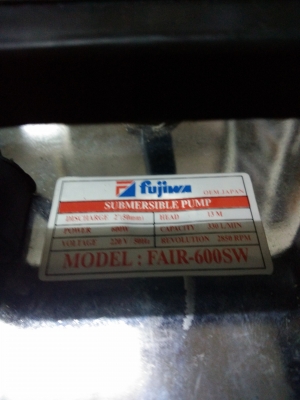 fujiwa
OEM. JAPAN
SUBMERSIBLE PUMP
DISCHARGE 2"(50mm) HEAD 13 M
POWER 600W CAPACITY 330 L/MIN
VOLTAGE 220 V 50Hz REVOLUTION 2850 RPM
MODEL : FAIR-600SW